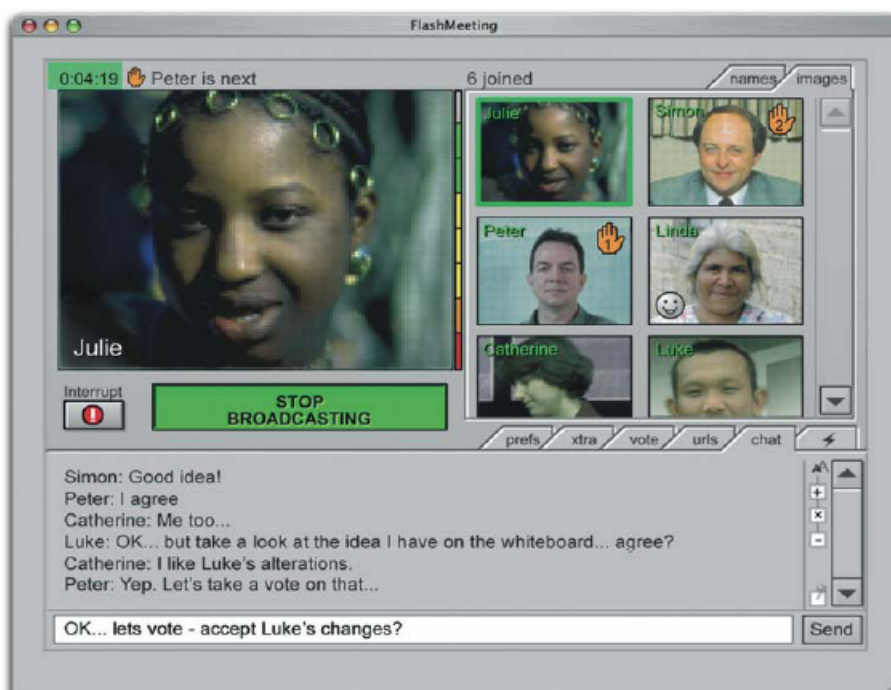 FlashMeeting
0:04:19 Peter is next
6 joined
names
images
Julie
Julie
Simon
2
Peter
1
Linda
Catherine
Luke
Interrupt
STOP
BROADCASTING
prefs
xtra
vote
urls
chat
Simon: Good idea!
Peter: I agree
Catherine: Me too...
Luke: OK... but take a look at the idea I have on the whiteboard... agree?
Catherine: I like Luke's alterations.
Peter: Yep. Let's take a vote on that...
AA
OK... lets vote - accept Luke's changes?
Send